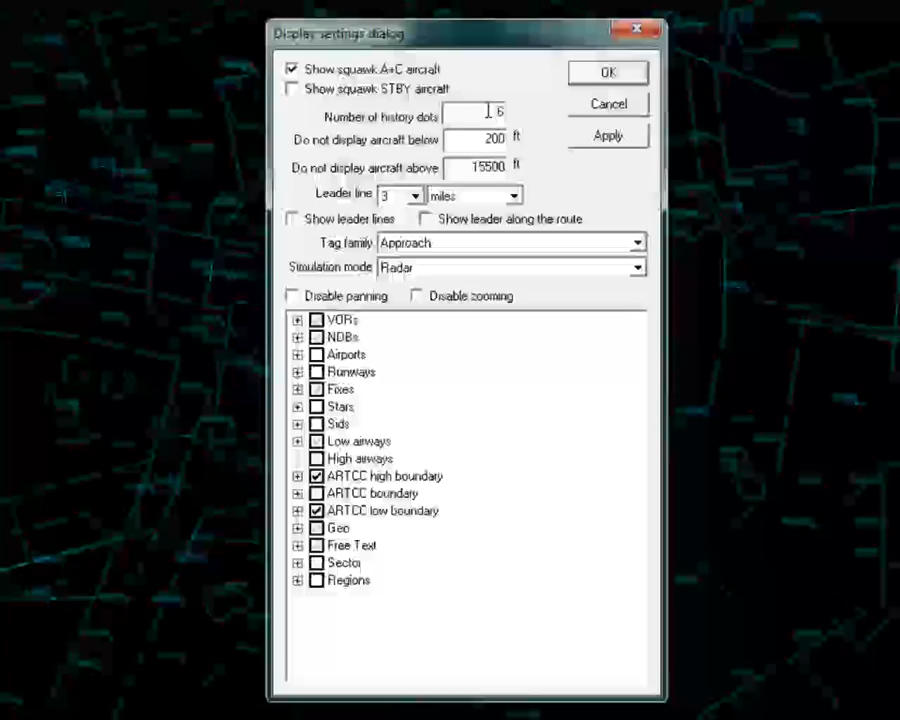 Display settings dialog
Show squawk A+C aircraft
OK
Show squawk STBY aircraft
Number of history dots 6
Cancel
Do not display aircraft below 200 ft
Apply
Do not display aircraft above 15500 ft
Leader line 3 miles
Show leader lines Show leader along the route
Tag family Approach
Simulation mode Radar
Disable panning Disable zooming
VORs
NDBs
Airports
Runways
Fixes
Stars
Sids
Low airways
High airways
ARTCC high boundary
ARTCC boundary
ARTCC low boundary
Geo
Free Text
Sector
Regions